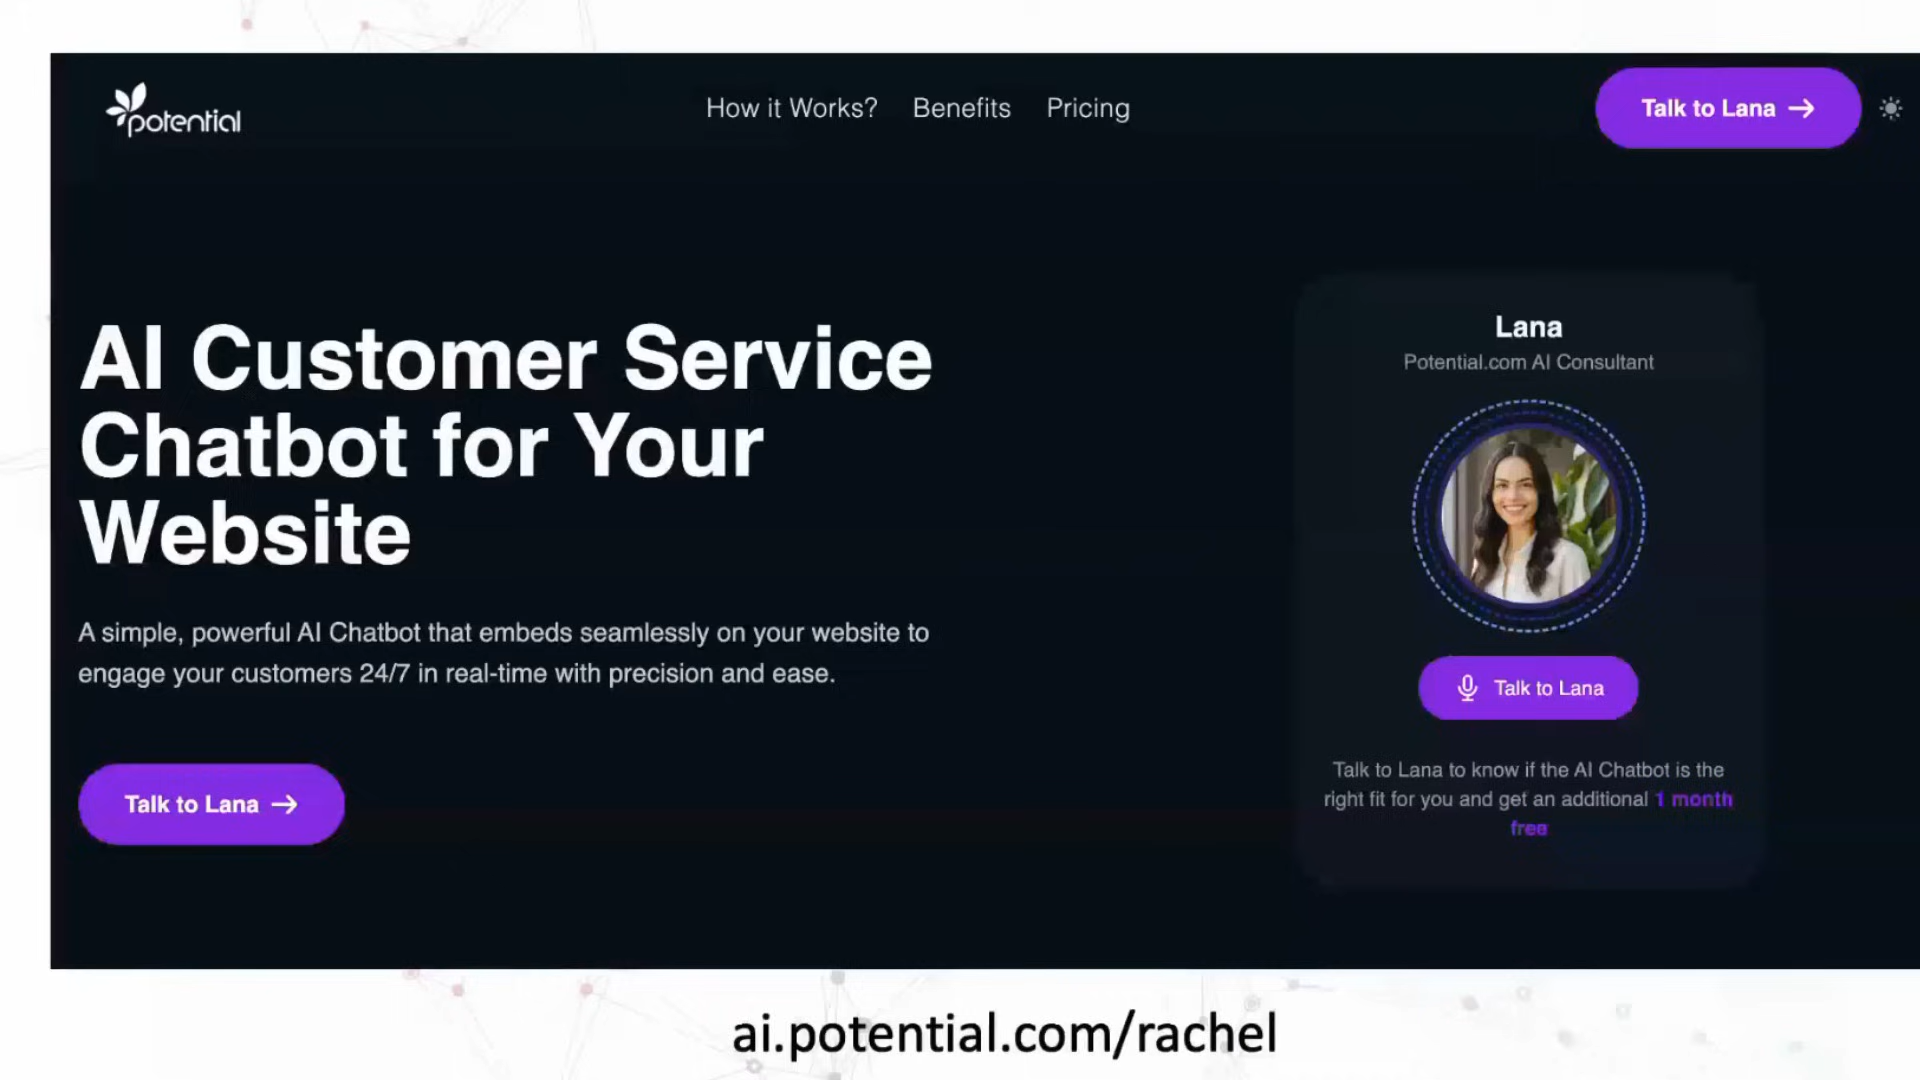 potential
How it Works?
Benefits
Pricing
Talk to Lana
AI Customer Service
Chatbot for Your
Website
A simple, powerful AI Chatbot that embeds seamlessly on your website to
engage your customers 24/7 in real-time with precision and ease.
Talk to Lana
Lana
Potential.com AI Consultant
Talk to Lana
Talk to Lana to know if the AI Chatbot is the
right fit for you and get an additional 1 month
free
ai.potential.com/rachel